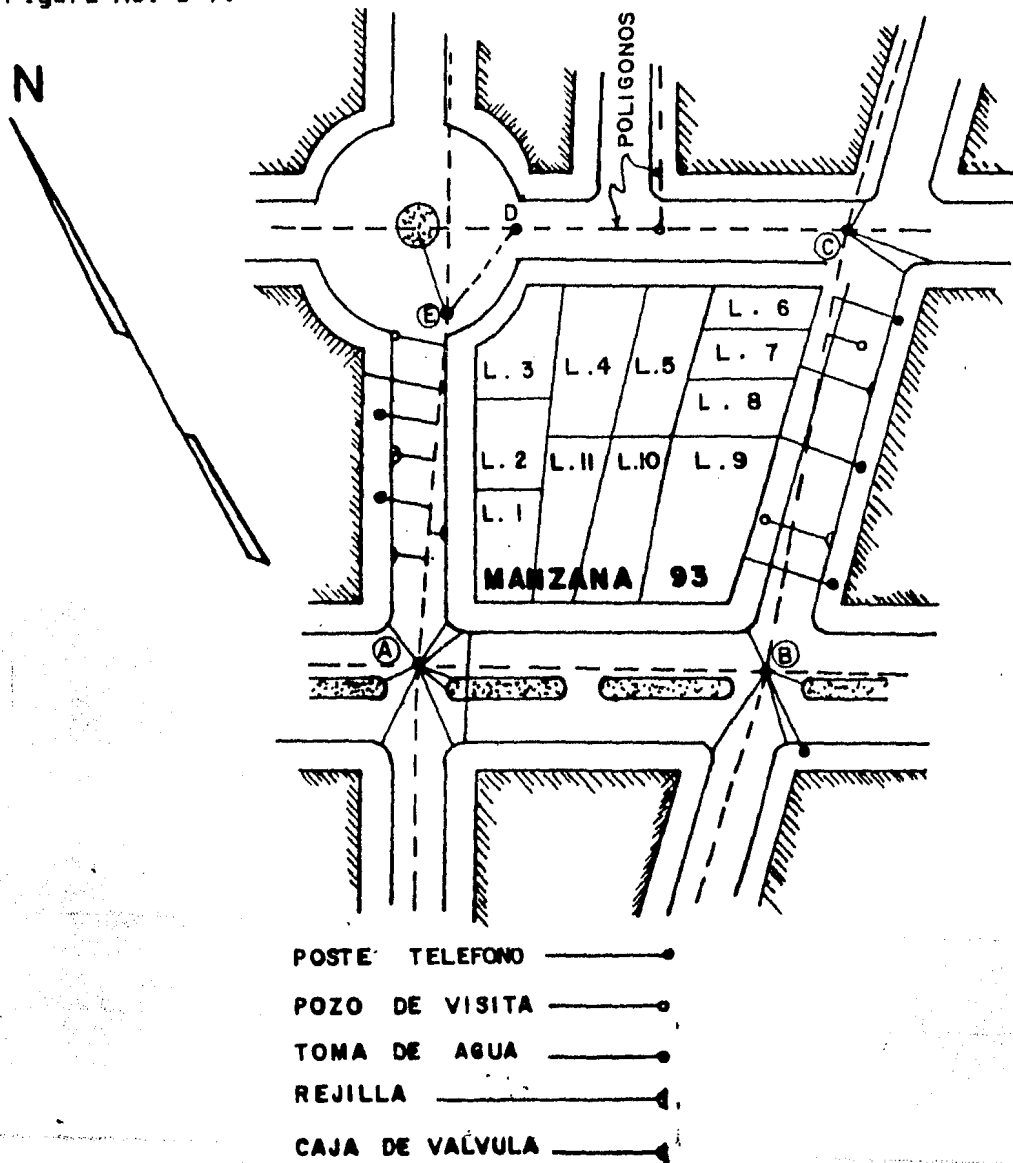 N
POLIGONOS
D
C
E
L. 6
L. 7
L. 8
L. 3
L. 4
L. 5
L. 2
L. 11
L. 10
L. 9
L. 1
MANZANA 93
A
B
POSTE TELEFONO
POZO DE VISITA
TOMA DE AGUA
REJILLA
CAJA DE VALVULA